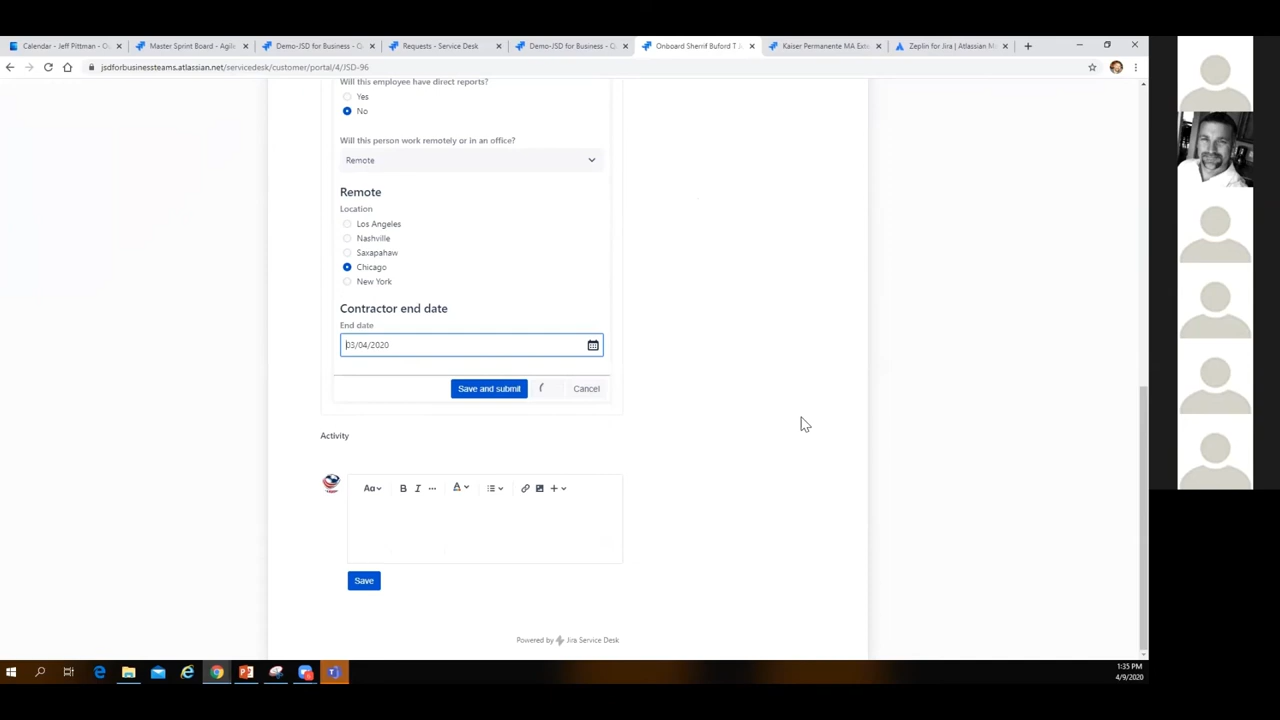 Calendar - Jeff Pittman - O
Master Sprint Board - Agile
Demo-JSD for Business - Q
Requests - Service Desk
Demo-JSD for Business - Q
Onboard Sherrif Buford T J
Kaiser Permanente MA Exte
Zeplin for Jira | Atlassian M
jsdforbusinessteams.atlassian.net/servicedesk/customer/portal/4/JSD-96
Will this employee have direct reports?
Yes
No
Will this person work remotely or in an office?
Remote
Remote
Location
Los Angeles
Nashville
Saxapahaw
Chicago
New York
Contractor end date
End date
03/04/2020
Save and submit
Cancel
Activity
Aa
B I ... A
Save
Powered by Jira Service Desk
1:35 PM
4/9/2020